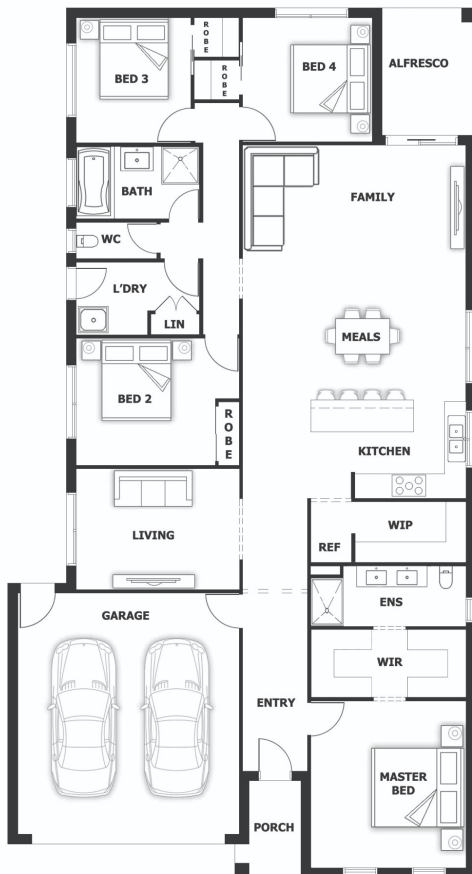 ROBE
ROBE
BED 3
BED 4
ALFRESCO
BATH
FAMILY
WC
L'DRY
LIN
MEALS
BED 2
ROBE
KITCHEN
LIVING
WIP
REF
ENS
GARAGE
WIR
ENTRY
MASTER
BED
PORCH